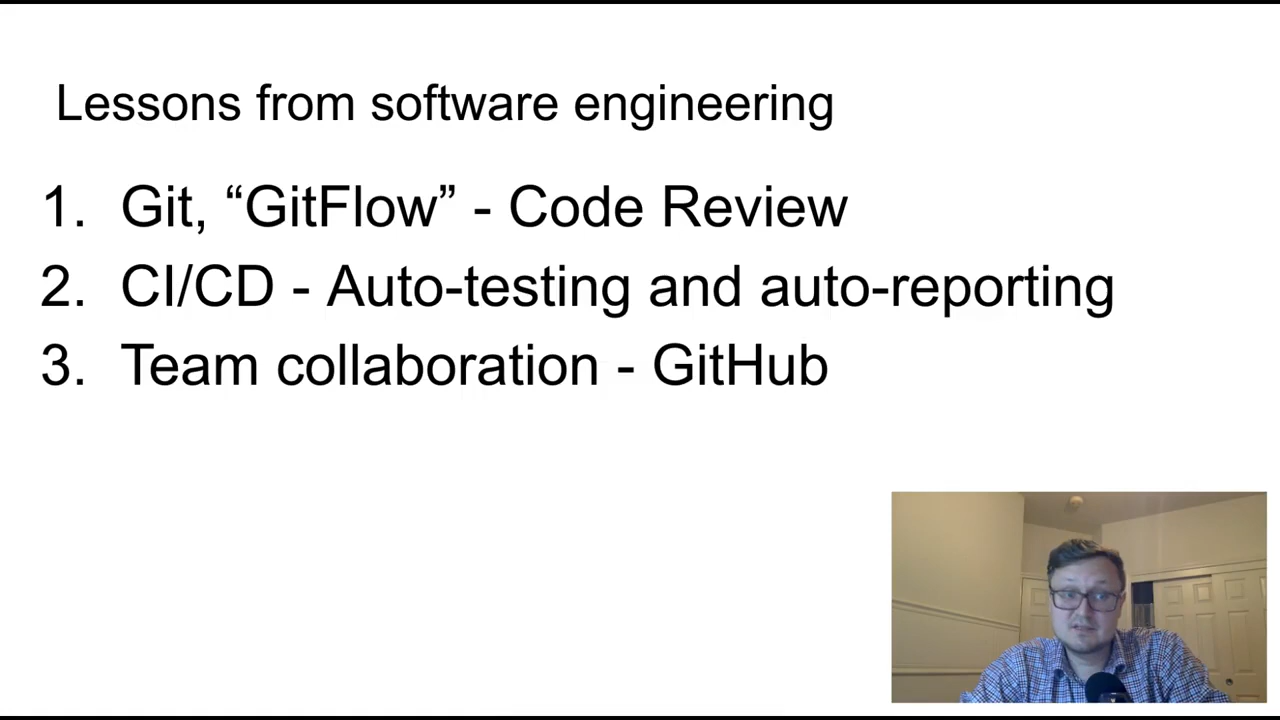 Lessons from software engineering
1. Git, “GitFlow” - Code Review
2. CI/CD - Auto-testing and auto-reporting
3. Team collaboration - GitHub